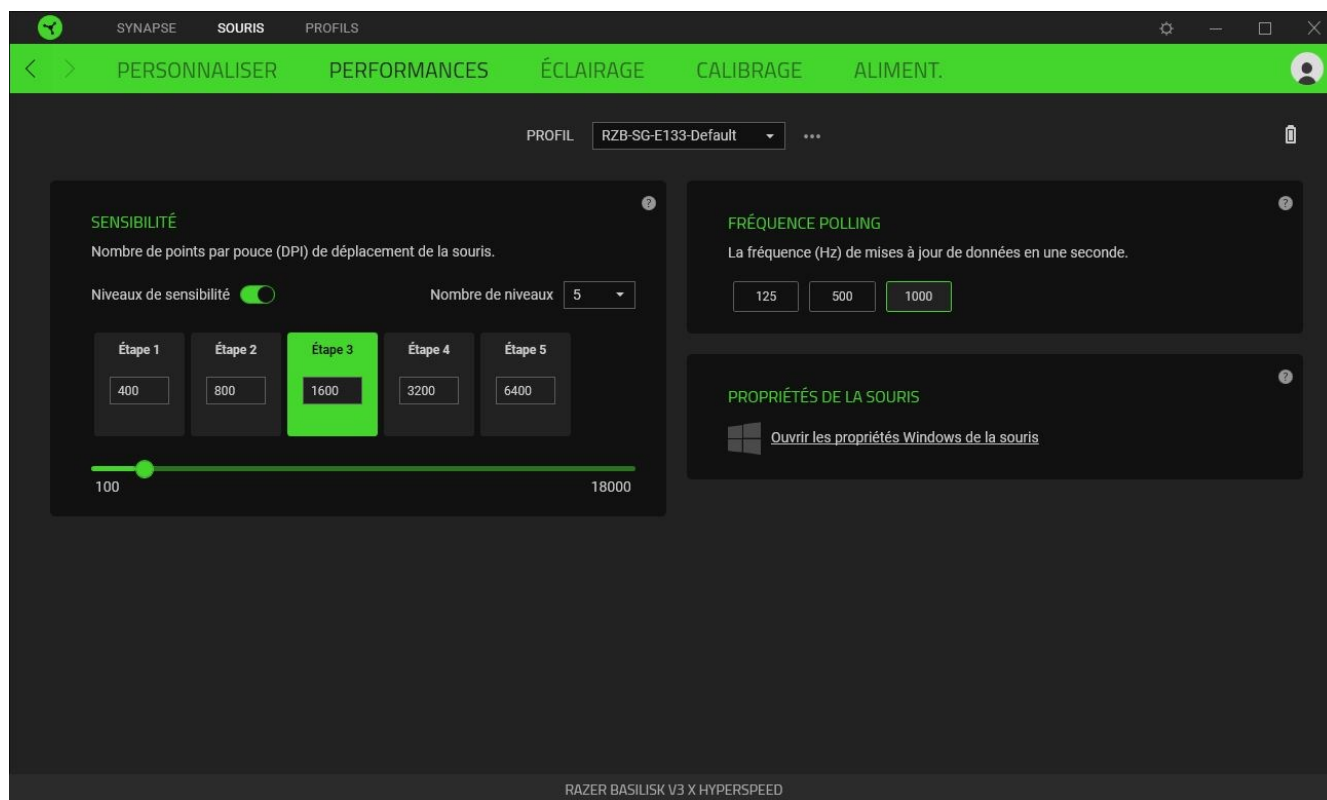 SYNAPSE SOURIS PROFILS
PERSONNALISER PERFORMANCES ÉCLAIRAGE CALIBRAGE ALIMENT.
PROFIL RZB-SG-E133-Default
SENSIBILITÉ
Nombre de points par pouce (DPI) de déplacement de la souris.
Niveaux de sensibilité Nombre de niveaux 5
Étape 1 Étape 2 Étape 3 Étape 4 Étape 5
400 800 1600 3200 6400
100 18000
FRÉQUENCE POLLING
La fréquence (Hz) de mises à jour de données en une seconde.
125 500 1000
PROPRIÉTÉS DE LA SOURIS
Ouvrir les propriétés Windows de la souris
RAZER BASILISK V3 X HYPERSPEED